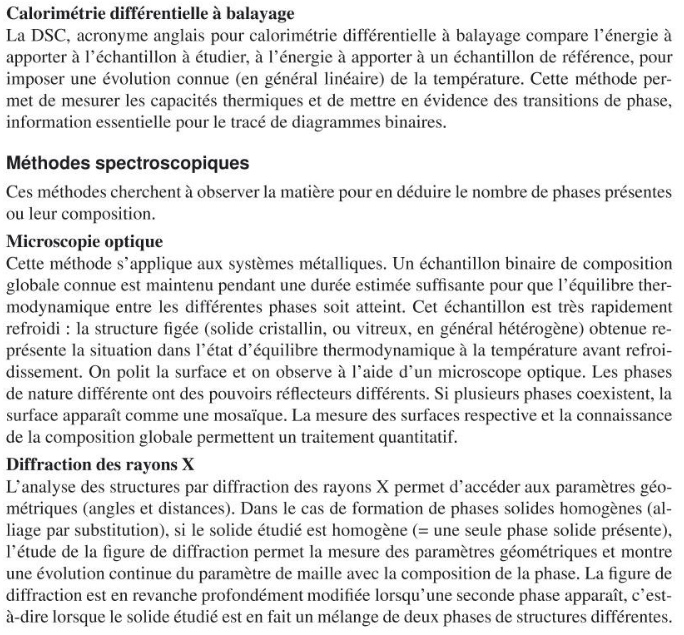 Calorimétrie différentielle à balayage
La DSC, acronyme anglais pour calorimétrie différentielle à balayage compare l'énergie à
apporter à l'échantillon à étudier, à l'énergie à apporter à un échantillon de référence, pour
imposer une évolution connue (en général linéaire) de la température. Cette méthode per-
met de mesurer les capacités thermiques et de mettre en évidence des transitions de phase,
information essentielle pour le tracé de diagrammes binaires.
Méthodes spectroscopiques
Ces méthodes cherchent à observer la matière pour en déduire le nombre de phases présentes
ou leur composition.
Microscopie optique
Cette méthode s'applique aux systèmes métalliques. Un échantillon binaire de composition
globale connue est maintenu pendant une durée estimée suffisante pour que l'équilibre ther-
modynamique entre les différentes phases soit atteint. Cet échantillon est très rapidement
refroidi : la structure figée (solide cristallin, ou vitreux, en général hétérogène) obtenue re-
présente la situation dans l'état d'équilibre thermodynamique à la température avant refroi-
dissement. On polit la surface et on observe à l'aide d'un microscope optique. Les phases
de nature différente ont des pouvoirs réflecteurs différents. Si plusieurs phases coexistent, la
surface apparaît comme une mosaïque. La mesure des surfaces respective et la connaissance
de la composition globale permettent un traitement quantitatif.
Diffraction des rayons X
L'analyse des structures par diffraction des rayons X permet d'accéder aux paramètres géo-
métriques (angles et distances). Dans le cas de formation de phases solides homogènes (al-
liage par substitution), si le solide étudié est homogène (= une seule phase solide présente),
l'étude de la figure de diffraction permet la mesure des paramètres géométriques et montre
une évolution continue du paramètre de maille avec la composition de la phase. La figure de
diffraction est en revanche profondément modifiée lorsqu'une seconde phase apparaît, c'est-
à-dire lorsque le solide étudié est en fait un mélange de deux phases de structures différentes.